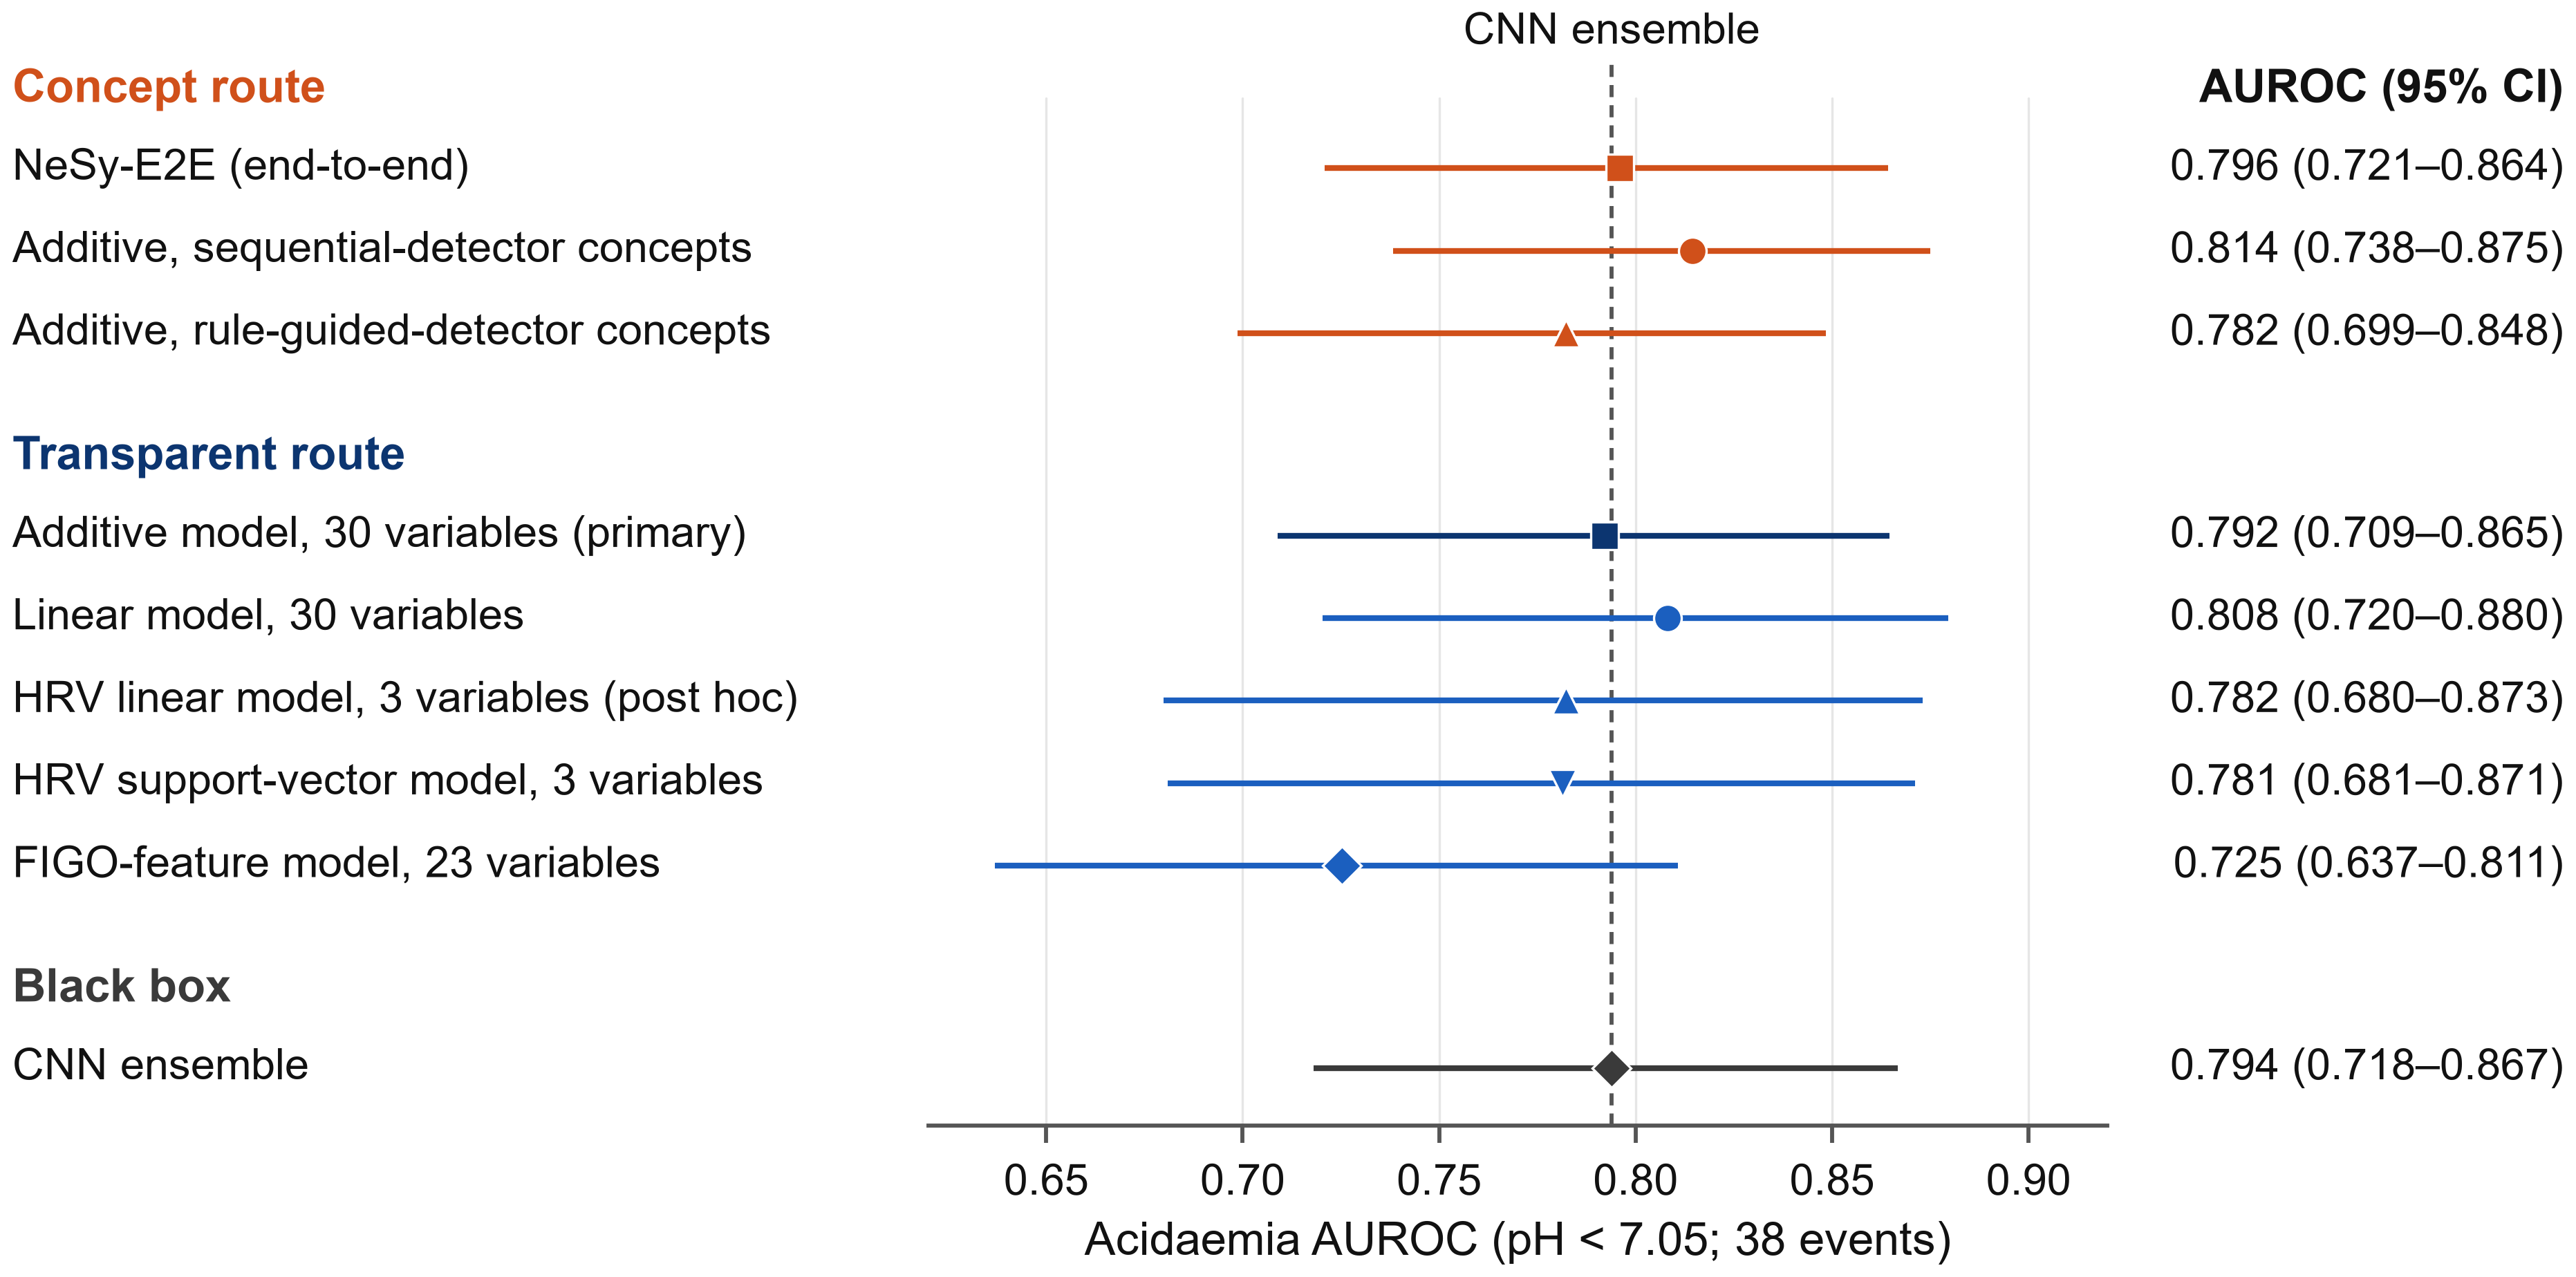 CNN ensemble
Concept route
AUROC (95% CI)
NeSy-E2E (end-to-end)
0.796 (0.721–0.864)
Additive, sequential-detector concepts
0.814 (0.738–0.875)
Additive, rule-guided-detector concepts
0.782 (0.699–0.848)
Transparent route
Additive model, 30 variables (primary)
0.792 (0.709–0.865)
Linear model, 30 variables
0.808 (0.720–0.880)
HRV linear model, 3 variables (post hoc)
0.782 (0.680–0.873)
HRV support-vector model, 3 variables
0.781 (0.681–0.871)
FIGO-feature model, 23 variables
0.725 (0.637–0.811)
Black box
CNN ensemble
0.794 (0.718–0.867)
0.65 0.70 0.75 0.80 0.85 0.90
Acidaemia AUROC (pH < 7.05; 38 events)